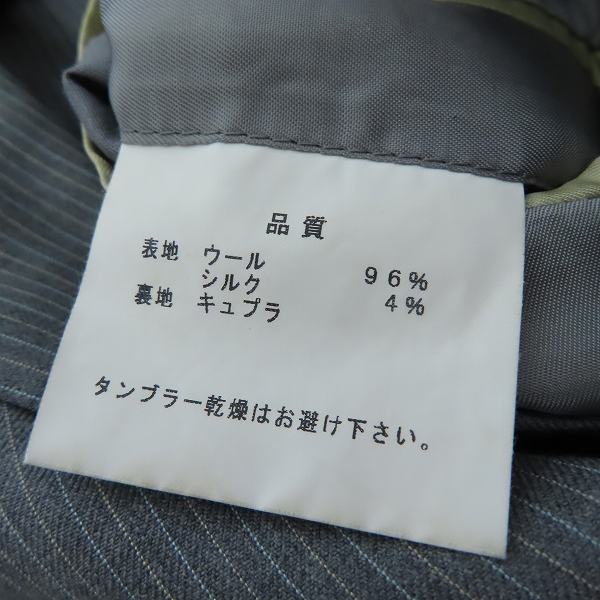 品質
表地 ウール 96%
シルク 4%
裏地 キュプラ
タンブラー乾燥はお避け下さい。